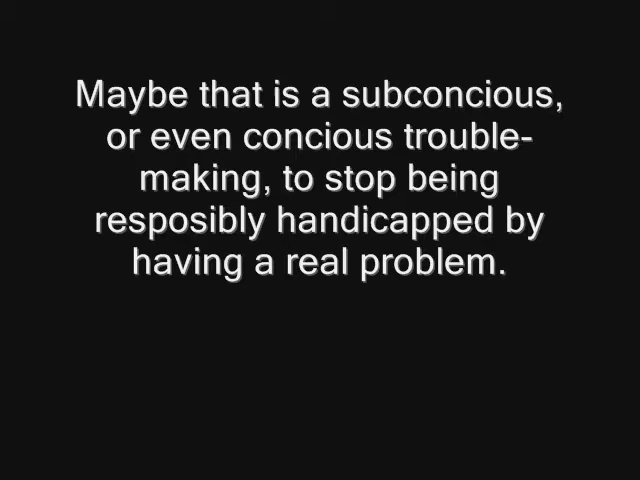 Maybe that is a subconcious,
or even concious trouble-
making, to stop being
resposibly handicapped by
having a real problem.